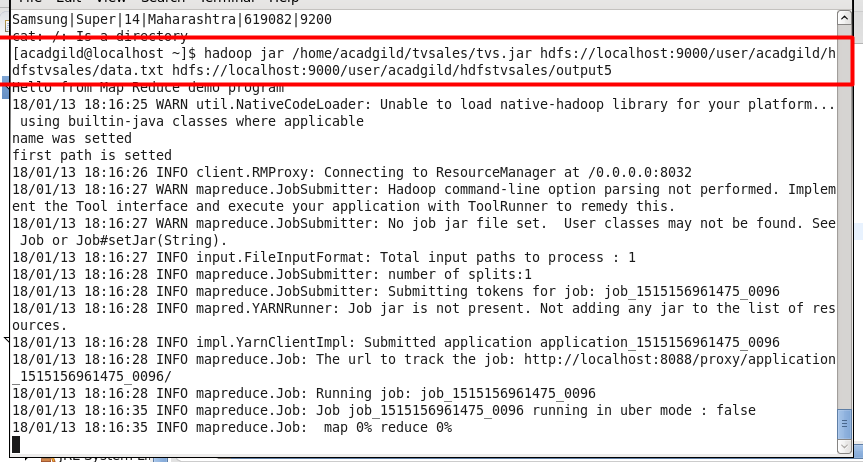 File Edit View Search Terminal Help
Samsung|Super|14|Maharashtra|619082|9200
cat: /: Is a directory
[acadgild@localhost ~]$ hadoop jar /home/acadgild/tvsales/tvs.jar hdfs://localhost:9000/user/acadgild/h
dfstvsales/data.txt hdfs://localhost:9000/user/acadgild/hdfstvsales/output5
Hello from Map Reduce demo program
18/01/13 18:16:25 WARN util.NativeCodeLoader: Unable to load native-hadoop library for your platform...
 using builtin-java classes where applicable
name was setted
first path is setted
18/01/13 18:16:26 INFO client.RMProxy: Connecting to ResourceManager at /0.0.0.0:8032
18/01/13 18:16:27 WARN mapreduce.JobSubmitter: Hadoop command-line option parsing not performed. Implem
ent the Tool interface and execute your application with ToolRunner to remedy this.
18/01/13 18:16:27 WARN mapreduce.JobSubmitter: No job jar file set.  User classes may not be found. See
 Job or Job#setJar(String).
18/01/13 18:16:27 INFO input.FileInputFormat: Total input paths to process : 1
18/01/13 18:16:28 INFO mapreduce.JobSubmitter: number of splits:1
18/01/13 18:16:28 INFO mapreduce.JobSubmitter: Submitting tokens for job: job_1515156961475_0096
18/01/13 18:16:28 INFO mapred.YARNRunner: Job jar is not present. Not adding any jar to the list of res
ources.
18/01/13 18:16:28 INFO impl.YarnClientImpl: Submitted application application_1515156961475_0096
18/01/13 18:16:28 INFO mapreduce.Job: The url to track the job: http://localhost:8088/proxy/application
_1515156961475_0096/
18/01/13 18:16:28 INFO mapreduce.Job: Running job: job_1515156961475_0096
18/01/13 18:16:35 INFO mapreduce.Job: Job job_1515156961475_0096 running in uber mode : false
18/01/13 18:16:35 INFO mapreduce.Job:  map 0% reduce 0%
JRE System Li